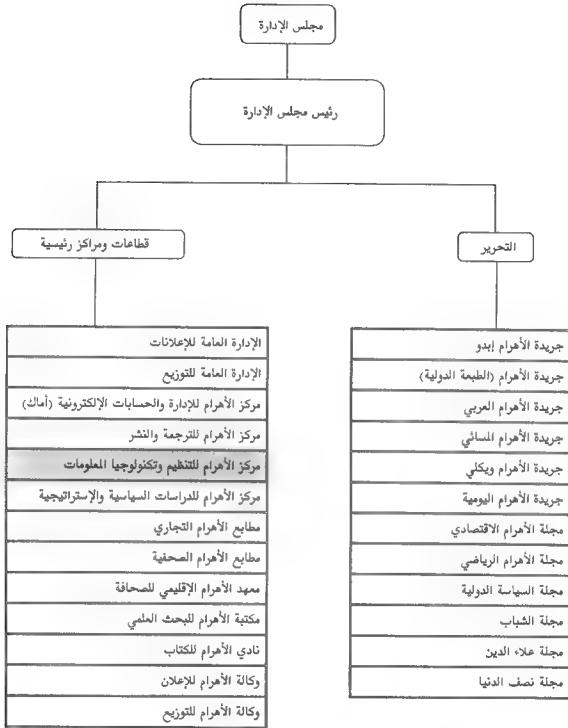 مجلس الإدارة
رئيس مجلس الإدارة
التحرير
جريدة الأهرام إبدو
جريدة الأهرام (الطبعة الدولية)
جريدة الأهرام العربي
جريدة الأهرام المسائي
جريدة الأهرام ويكلي
جريدة الأهرام اليومية
مجلة الأهرام الاقتصادي
مجلة الأهرام الرياضي
مجلة السياسة الدولية
مجلة الشباب
مجلة علاء الدين
مجلة نصف الدنيا
قطاعات ومراكز رئيسية
الإدارة العامة للإعلانات
الإدارة العامة للتوزيع
مركز الأهرام للإدارة والحسابات الإلكترونية (أماك)
مركز الأهرام للترجمة والنشر
مركز الأهرام للتنظيم وتكنولوجيا المعلومات
مركز الأهرام للدراسات السياسية والإستراتيجية
مطابع الأهرام التجاري
مطابع الأهرام الصحفية
معهد الأهرام الإقليمي للصحافة
مكتبة الأهرام للبحث العلمي
نادي الأهرام للكتاب
وكالة الأهرام للإعلان
وكالة الأهرام للتوزيع